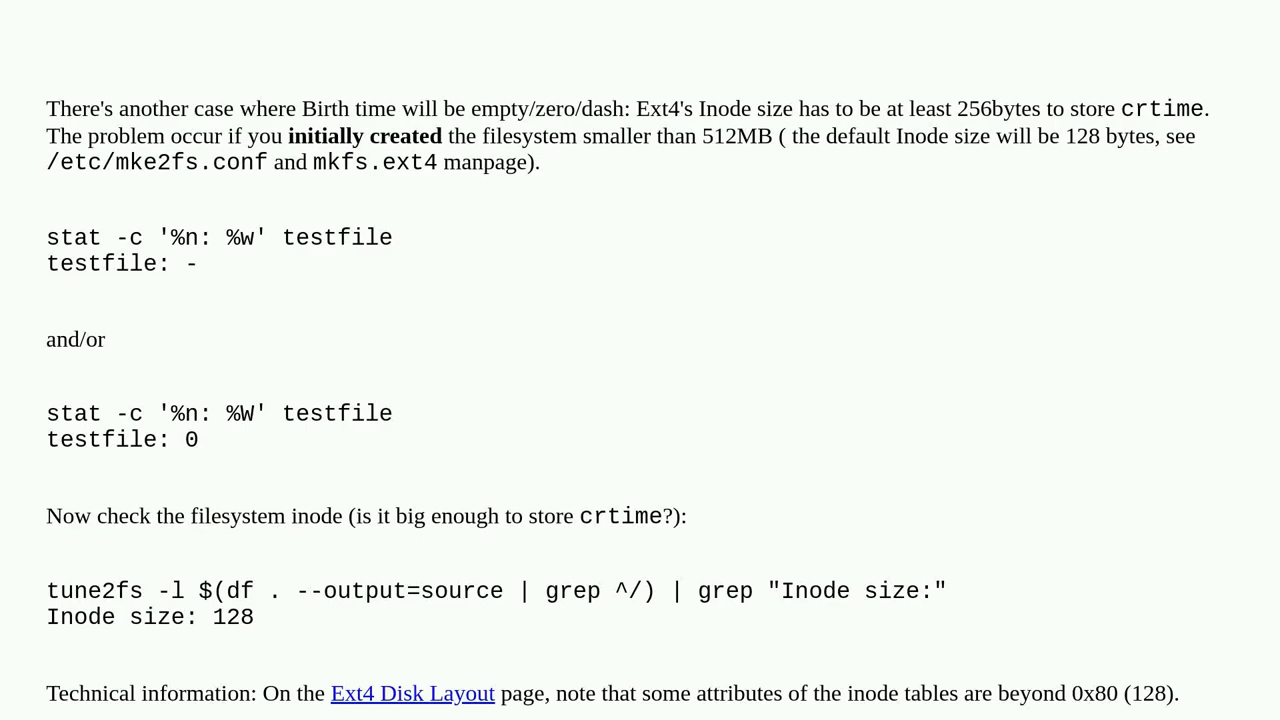 There's another case where Birth time will be empty/zero/dash: Ext4's Inode size has to be at least 256bytes to store crtime.
The problem occur if you initially created the filesystem smaller than 512MB ( the default Inode size will be 128 bytes, see
/etc/mke2fs.conf and mkfs.ext4 manpage).
stat -c '%n: %w' testfile
testfile: -
and/or
stat -c '%n: %W' testfile
testfile: 0
Now check the filesystem inode (is it big enough to store crtime?):
tune2fs -l $(df . --output=source | grep ^/) | grep "Inode size:"
Inode size: 128
Technical information: On the Ext4 Disk Layout page, note that some attributes of the inode tables are beyond 0x80 (128).